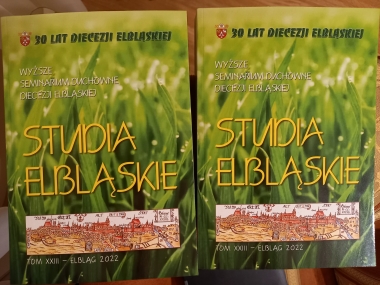 30 LAT DIECEZJI ELBLĄSKIEJ
WYŻSZE
SEMINARIUM DUCHOWNE
DIECEZJI ELBLĄSKIEJ
STUDIA
ELBLĄSKIE
TOM XXIII – ELBLĄG 2022
30 LAT DIECEZJI ELBLĄSKIEJ
WYŻSZE
SEMINARIUM DUCHOWNE
DIECEZJI ELBLĄSKIEJ
STUDIA
ELBLĄSKIE
TOM XXIII – ELBLĄG 2022